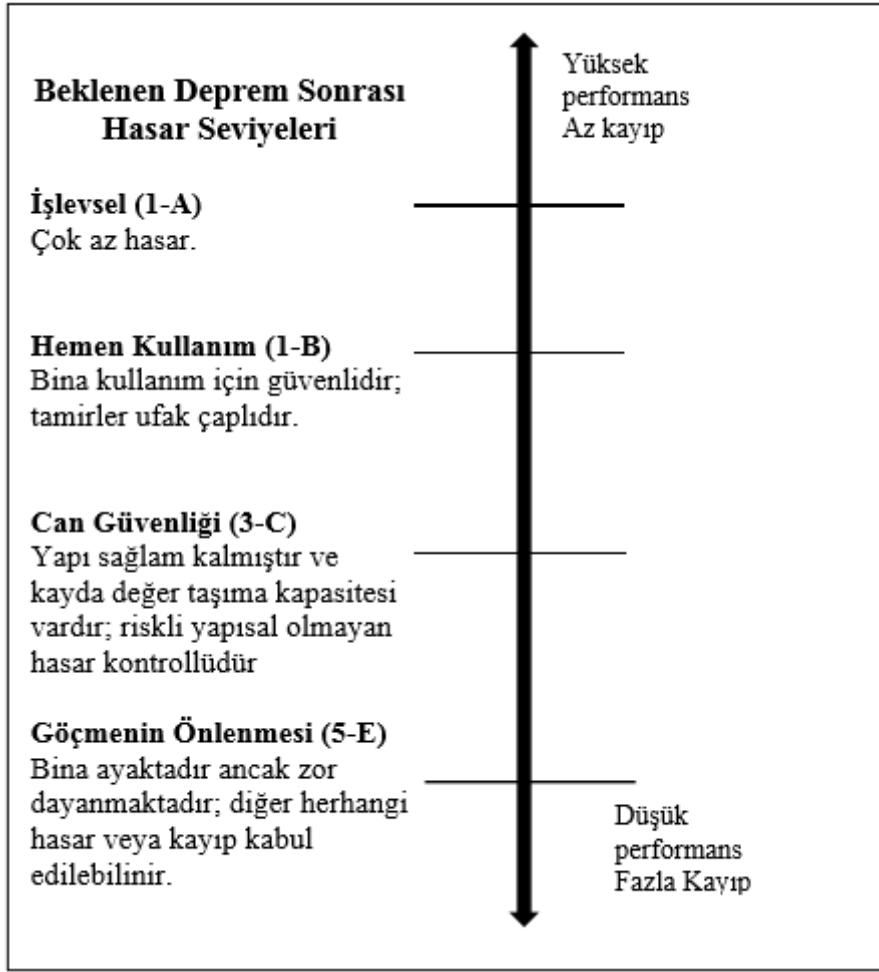 Beklenen Deprem Sonrası
Hasar Seviyeleri
Yüksek
performans
Az kayıp
İşlevsel (1-A)
Çok az hasar.
Hemen Kullanım (1-B)
Bina kullanım için güvenlidir;
tamirler ufak çaplıdır.
Can Güvenliği (3-C)
Yapı sağlam kalmıştır ve
kayda değer taşıma kapasitesi
vardır; riskli yapısal olmayan
hasar kontrollüdür
Göçmenin Önlenmesi (5-E)
Bina ayaktadır ancak zor
dayanmaktadır; diğer herhangi
hasar veya kayıp kabul
edilebilinir.
Düşük
performans
Fazla Kayıp